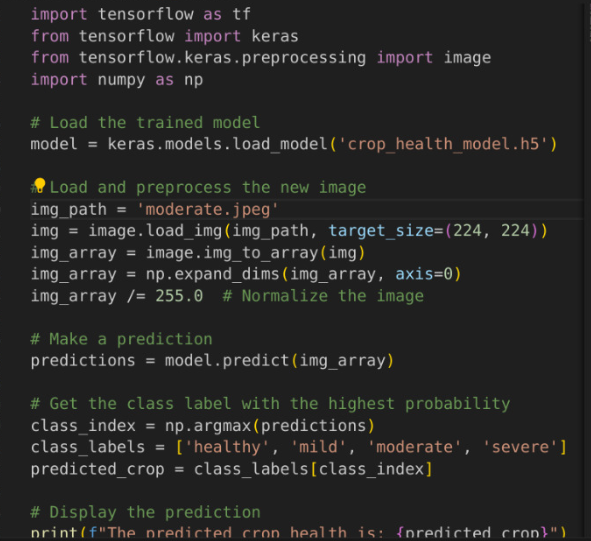 import tensorflow as tf
from tensorflow import keras
from tensorflow.keras.preprocessing import image
import numpy as np
# Load the trained model
model = keras.models.load_model('crop_health_model.h5')
# Load and preprocess the new image
img_path = 'moderate.jpeg'
img = image.load_img(img_path, target_size=(224, 224))
img_array = image.img_to_array(img)
img_array = np.expand_dims(img_array, axis=0)
img_array /= 255.0  # Normalize the image
# Make a prediction
predictions = model.predict(img_array)
# Get the class label with the highest probability
class_index = np.argmax(predictions)
class_labels = ['healthy', 'mild', 'moderate', 'severe']
predicted_crop = class_labels[class_index]
# Display the prediction
print(f"The predicted crop health is: {predicted_crop}")